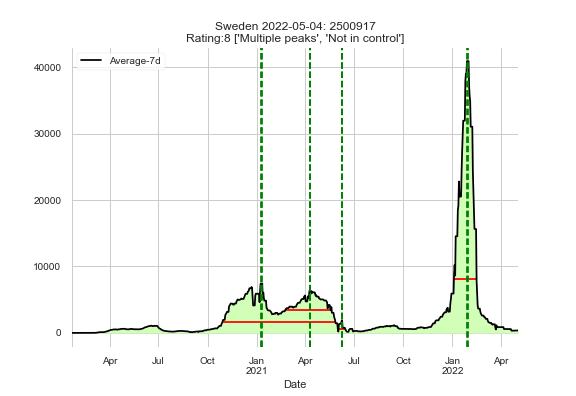 Sweden 2022-05-04: 2500917
Rating:8 ['Multiple peaks', 'Not in control']
Average-7d
40000
30000
20000
10000
0
Apr Jul Oct Jan Apr Jul Oct Jan Apr
2021 2022
Date